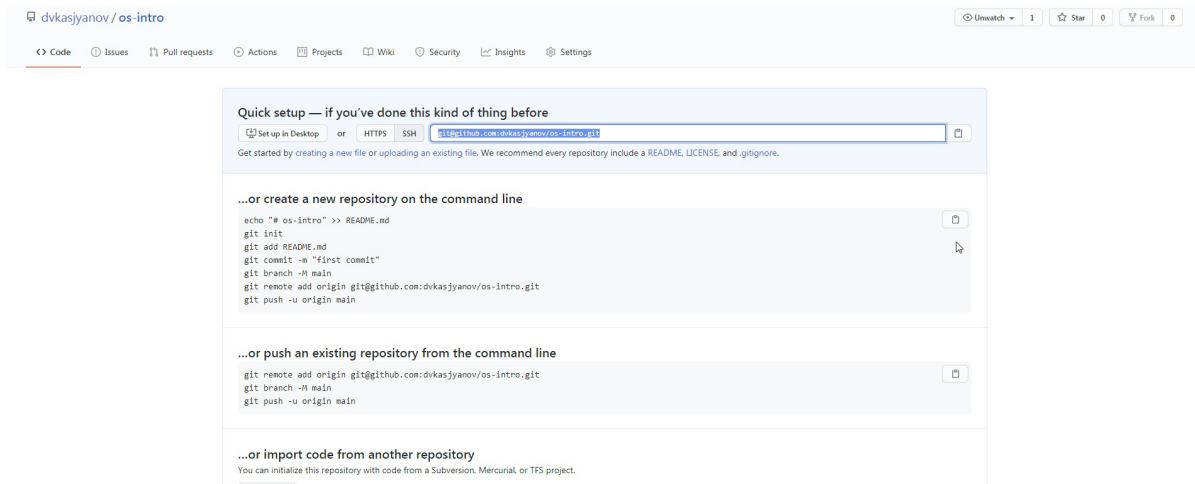 dvkasjyanov / os-intro
Unwatch 1 Star 0 Fork 0
Code Issues Pull requests Actions Projects Wiki Security Insights Settings
Quick setup — if you've done this kind of thing before
Set up in Desktop or HTTPS SSH git@github.com:dvkasjyanov/os-intro.git
Get started by creating a new file or uploading an existing file. We recommend every repository include a README, LICENSE, and .gitignore.
...or create a new repository on the command line
echo "# os-intro" >> README.md
git init
git add README.md
git commit -m "first commit"
git branch -M main
git remote add origin git@github.com:dvkasjyanov/os-intro.git
git push -u origin main
...or push an existing repository from the command line
git remote add origin git@github.com:dvkasjyanov/os-intro.git
git branch -M main
git push -u origin main
...or import code from another repository
You can initialize this repository with code from a Subversion, Mercurial, or TFS project.